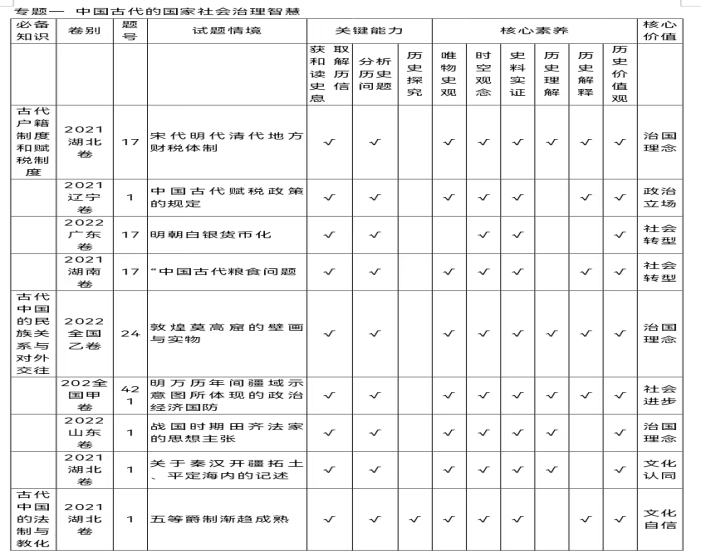 专题一 中国古代的国家社会治理智慧
必备知识 卷别 题号 试题情境 关键能力 核心素养 核心价值
获取和解读历史信息 分析历史问题 历史探究 唯物史观 时空观念 史料实证 历史理解 历史解释 历史价值观
古代户籍制度和赋税制度 2021湖北卷 17 宋代明代清代地方财税体制 √ √ √ √ √ √ √ √ 治国理念
2021辽宁卷 1 中国古代赋税政策的规定 √ √ √ √ √ √ √ 政治立场
2022广东卷 17 明朝白银货币化 √ √ √ √ √ 社会转型
2021湖南卷 17 “中国古代粮食问题 √ √ √ √ √ √ √ 社会转型
古代中国的民族关系与对外交往 2022全国乙卷 24 敦煌莫高窟的壁画与实物 √ √ √ √ √ √ √ √ 治国理念
202全国甲卷 421 明万历年间疆域示意图所体现的政治经济国防 √ √ √ √ √ √ √ √ 社会进步
2022山东卷 1 战国时期田齐法家的思想主张 √ √ √ √ √ √ √ 治国理念
2021湖北卷 1 关于秦汉开疆拓土、平定海内的记述 √ √ √ √ √ √ √ 文化认同
古代中国的法制与教化 2021湖北卷 1 五等爵制渐趋成熟 √ √ √ √ √ √ √ √ 文化自信